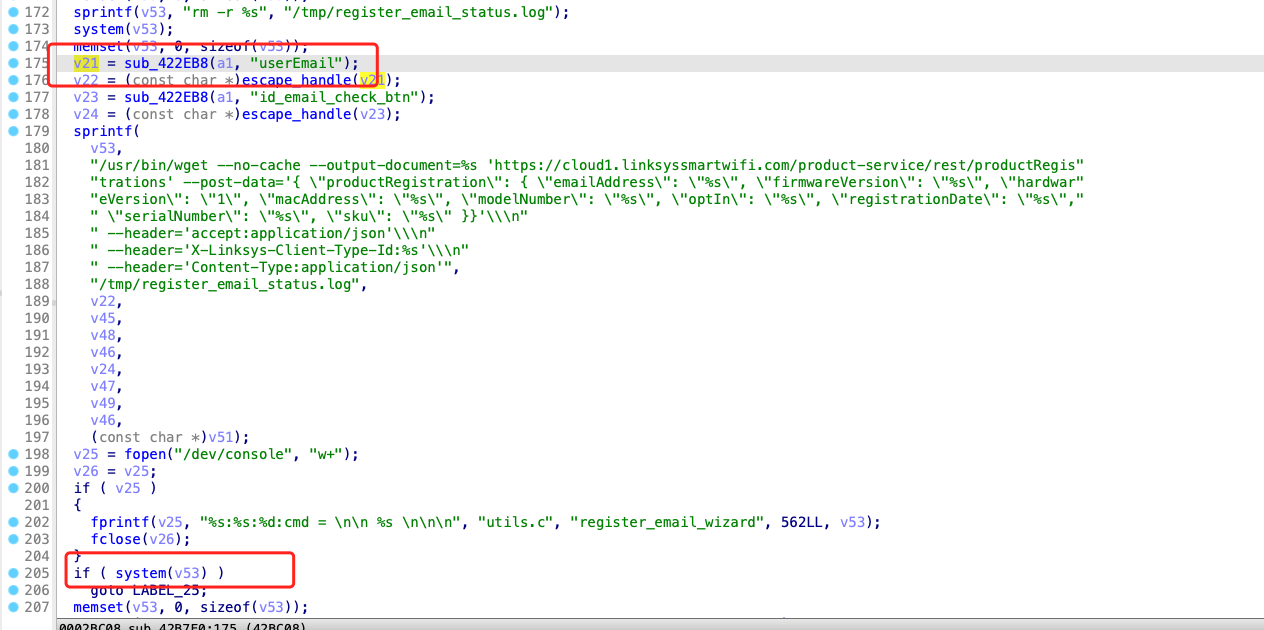 172 sprintf(v53, "rm -r %s", "/tmp/register_email_status.log");
173 system(v53);
174 memset(v53, 0, sizeof(v53));
175 v21 = sub_422EB8(a1, "userEmail");
176 v22 = (const char *)escape_handle(v21);
177 v23 = sub_422EB8(a1, "id_email_check_btn");
178 v24 = (const char *)escape_handle(v23);
179 sprintf(
180 v53,
181 "/usr/bin/wget --no-cache --output-document=%s 'https://cloud1.linksyssmartwifi.com/product-service/rest/productRegis"
182 "trations' --post-data='{ \"productRegistration\": { \"emailAddress\": \"%s\", \"firmwareVersion\": \"%s\", \"hardwar"
183 "eVersion\": \"1\", \"macAddress\": \"%s\", \"modelNumber\": \"%s\", \"optIn\": \"%s\", \"registrationDate\": \"%s\","
184 " \"serialNumber\": \"%s\", \"sku\": \"%s\" }}'\\\n"
185 " --header='accept:application/json'\\\n"
186 " --header='X-Linksys-Client-Type-Id:%s'\\\n"
187 " --header='Content-Type:application/json'",
188 "/tmp/register_email_status.log",
189 v22,
190 v45,
191 v48,
192 v46,
193 v24,
194 v47,
195 v49,
196 v46,
197 (const char *)v51);
198 v25 = fopen("/dev/console", "w+");
199 v26 = v25;
200 if ( v25 )
201 {
202 fprintf(v25, "%s:%s:%d:cmd = \n\n %s \n\n\n", "utils.c", "register_email_wizard", 562LL, v53);
203 fclose(v26);
204 }
205 if ( system(v53) )
206 goto LABEL_25;
207 memset(v53, 0, sizeof(v53));